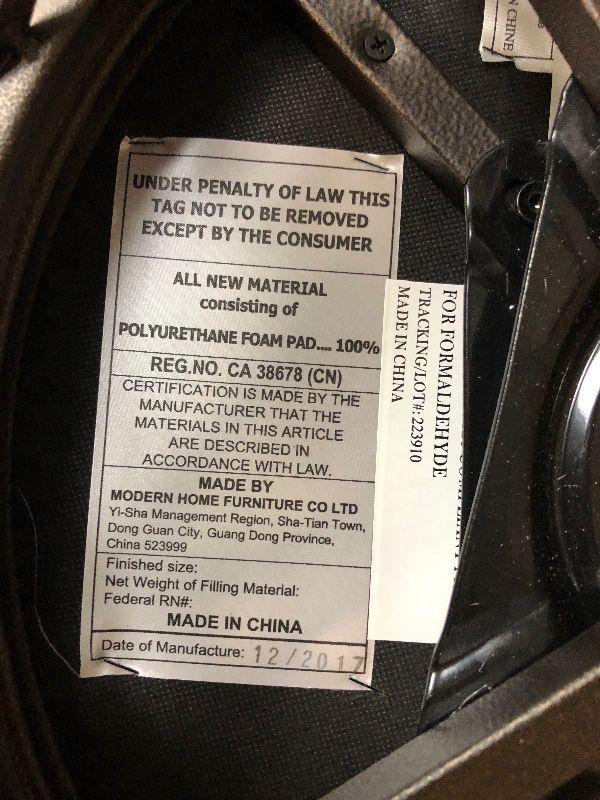 UNDER PENALTY OF LAW THIS
TAG NOT TO BE REMOVED
EXCEPT BY THE CONSUMER
ALL NEW MATERIAL
consisting of
POLYURETHANE FOAM PAD.... 100%
REG.NO. CA 38678 (CN)
CERTIFICATION IS MADE BY THE
MANUFACTURER THAT THE
MATERIALS IN THIS ARTICLE
ARE DESCRIBED IN
ACCORDANCE WITH LAW.
MADE BY
MODERN HOME FURNITURE CO LTD
Yi-Sha Management Region, Sha-Tian Town,
Dong Guan City, Guang Dong Province,
China 523999
Finished size:
Net Weight of Filling Material:
Federal RN#:
MADE IN CHINA
Date of Manufacture: 12/2017
FOR FORMALDEHYDE
TRACKING/LOT#:223910
MADE IN CHINA
N CHINE